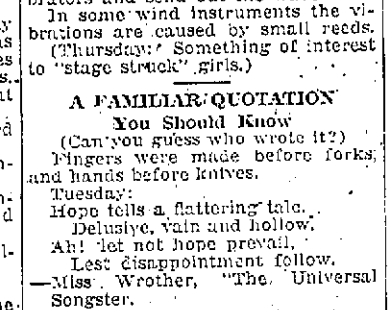 In some wind instruments the vi-
brations are caused by small reeds.
(Thursday: Something of interest
to "stage struck" girls.)
A FAMILIAR QUOTATION
You Should Know
(Can you guess who wrote it?)
Fingers were made before forks,
and hands before knives.
Tuesday:
Hope tells a flattering tale.
Delusive, vain and hollow.
Ah! let not hope prevail,
Lest disappointment follow.
—Miss Wrother, "The Universal
Songster.